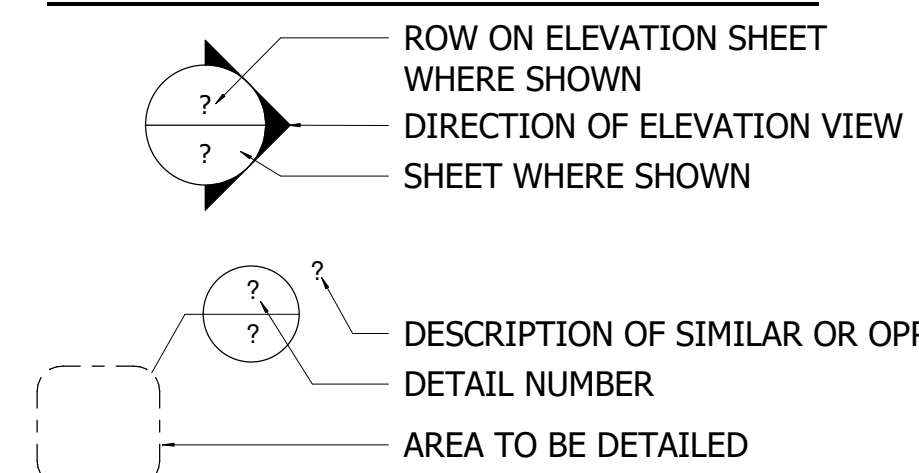 ROW ON ELEVATION SHEET
WHERE SHOWN
?
DIRECTION OF ELEVATION VIEW
?
SHEET WHERE SHOWN
?
?
?
DESCRIPTION OF SIMILAR OR
DETAIL NUMBER
AREA TO BE DETAILED